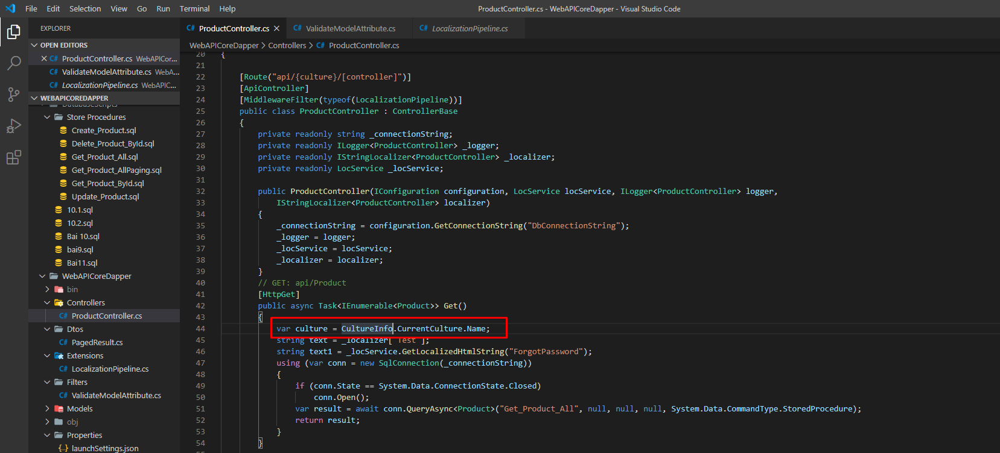 File Edit Selection View Go Run Terminal Help
ProductController.cs - WebAPICoreDapper - Visual Studio Code
EXPLORER
OPEN EDITORS
ProductController.cs WebAPICor...
ValidateModelAttribute.cs WebA...
LocalizationPipeline.cs WebAPIC...
WEBAPICOREDAPPER
DatabaseScripts
Store Procedures
Create_Product.sql
Delete_Product_ById.sql
Get_Product_All.sql
Get_Product_AllPaging.sql
Get_Product_ById.sql
Update_Product.sql
10.1.sql
10.2.sql
Bai 10.sql
bai9.sql
Bai11.sql
WebAPICoreDapper
bin
Controllers
ProductController.cs
Dtos
PagedResult.cs
Extensions
LocalizationPipeline.cs
Filters
ValidateModelAttribute.cs
Models
obj
Properties
launchSettings.json
ProductController.cs ValidateModelAttribute.cs LocalizationPipeline.cs
WebAPICoreDapper > Controllers > ProductController.cs
20 {
21
22 [Route("api/{culture}/[controller]")]
23 [ApiController]
24 [MiddlewareFilter(typeof(LocalizationPipeline))]
25 public class ProductController : ControllerBase
26 {
27 private readonly string _connectionString;
28 private readonly ILogger<ProductController> _logger;
29 private readonly IStringLocalizer<ProductController> _localizer;
30 private readonly LocService _locService;
31
32 public ProductController(IConfiguration configuration, LocService locService, ILogger<ProductController> logger,
33 IStringLocalizer<ProductController> localizer)
34 {
35 _connectionString = configuration.GetConnectionString("DbConnectionString");
36 _logger = logger;
37 _locService = locService;
38 _localizer = localizer;
39 }
40 // GET: api/Product
41 [HttpGet]
42 public async Task<IEnumerable<Product>> Get()
43 {
44 var culture = CultureInfo.CurrentCulture.Name;
45 string text = _localizer["Test"];
46 string text1 = _locService.GetLocalizedHtmlString("ForgotPassword");
47 using (var conn = new SqlConnection(_connectionString))
48 {
49 if (conn.State == System.Data.ConnectionState.Closed)
50 conn.Open();
51 var result = await conn.QueryAsync<Product>("Get_Product_All", null, null, null, System.Data.CommandType.StoredProcedure);
52 return result;
53 }
54 }